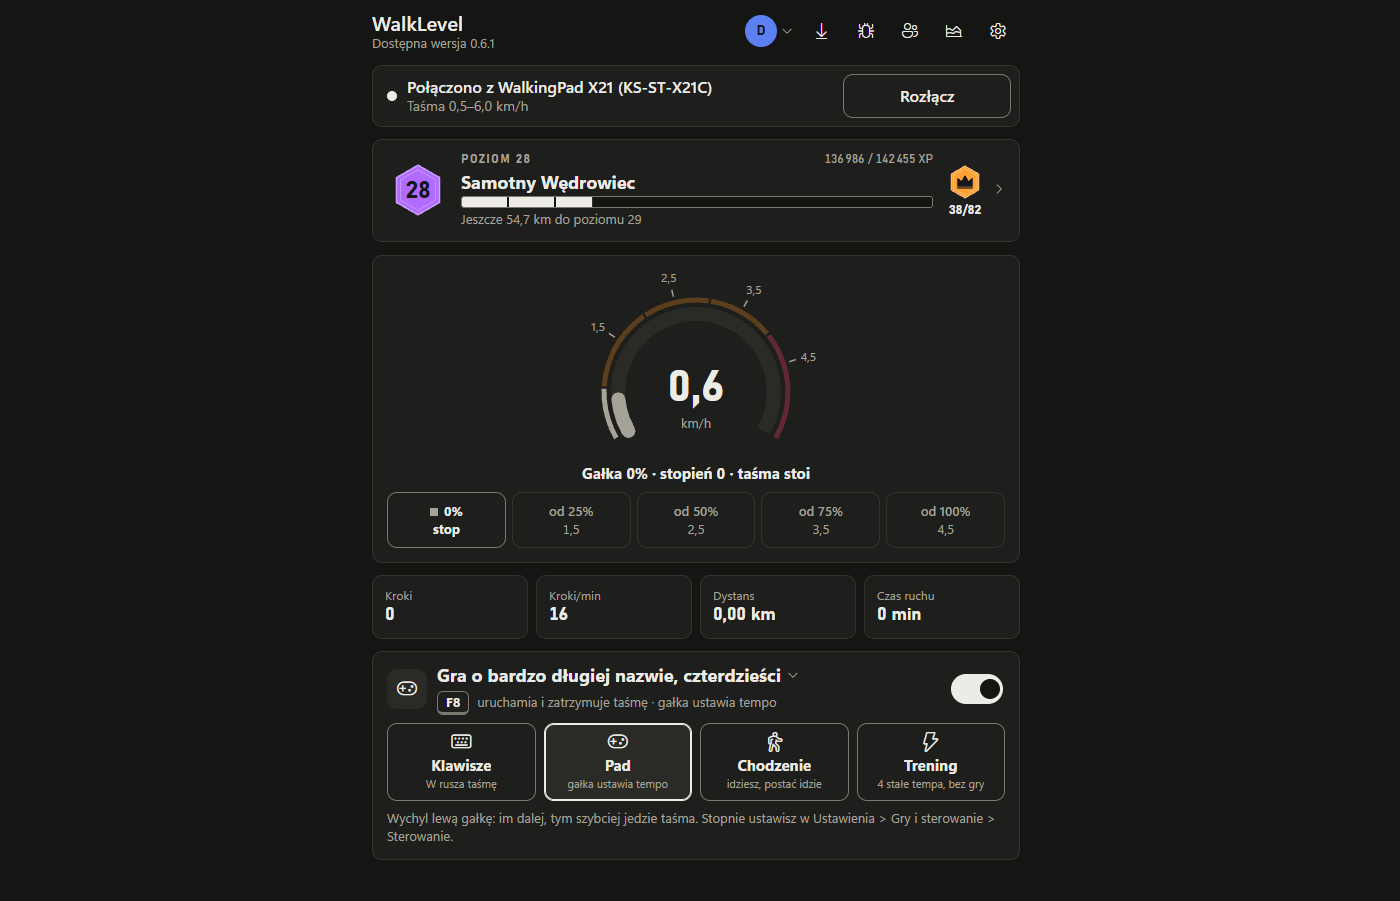 WalkLevel
Dostępna wersja 0.6.1
D
Połączono z WalkingPad X21 (KS-ST-X21C)
Taśma 0,5–6,0 km/h
Rozłącz
POZIOM 28
136 986 / 142 455 XP
28
Samotny Wędrowiec
38/82
Jeszcze 54,7 km do poziomu 29
2,5
3,5
1,5
4,5
0,6
km/h
Gałka 0% · stopień 0 · taśma stoi
0%
stop
od 25%
1,5
od 50%
2,5
od 75%
3,5
od 100%
4,5
Kroki
0
Kroki/min
16
Dystans
0,00 km
Czas ruchu
0 min
Gra o bardzo długiej nazwie, czterdzieści
F8 uruchamia i zatrzymuje taśmę · gałka ustawia tempo
Klawisze
W rusza taśmę
Pad
gałka ustawia tempo
Chodzenie
idziesz, postać idzie
Trening
4 stałe tempa, bez gry
Wychyl lewą gałkę: im dalej, tym szybciej jedzie taśma. Stopnie ustawisz w Ustawienia > Gry i sterowanie >
Sterowanie.